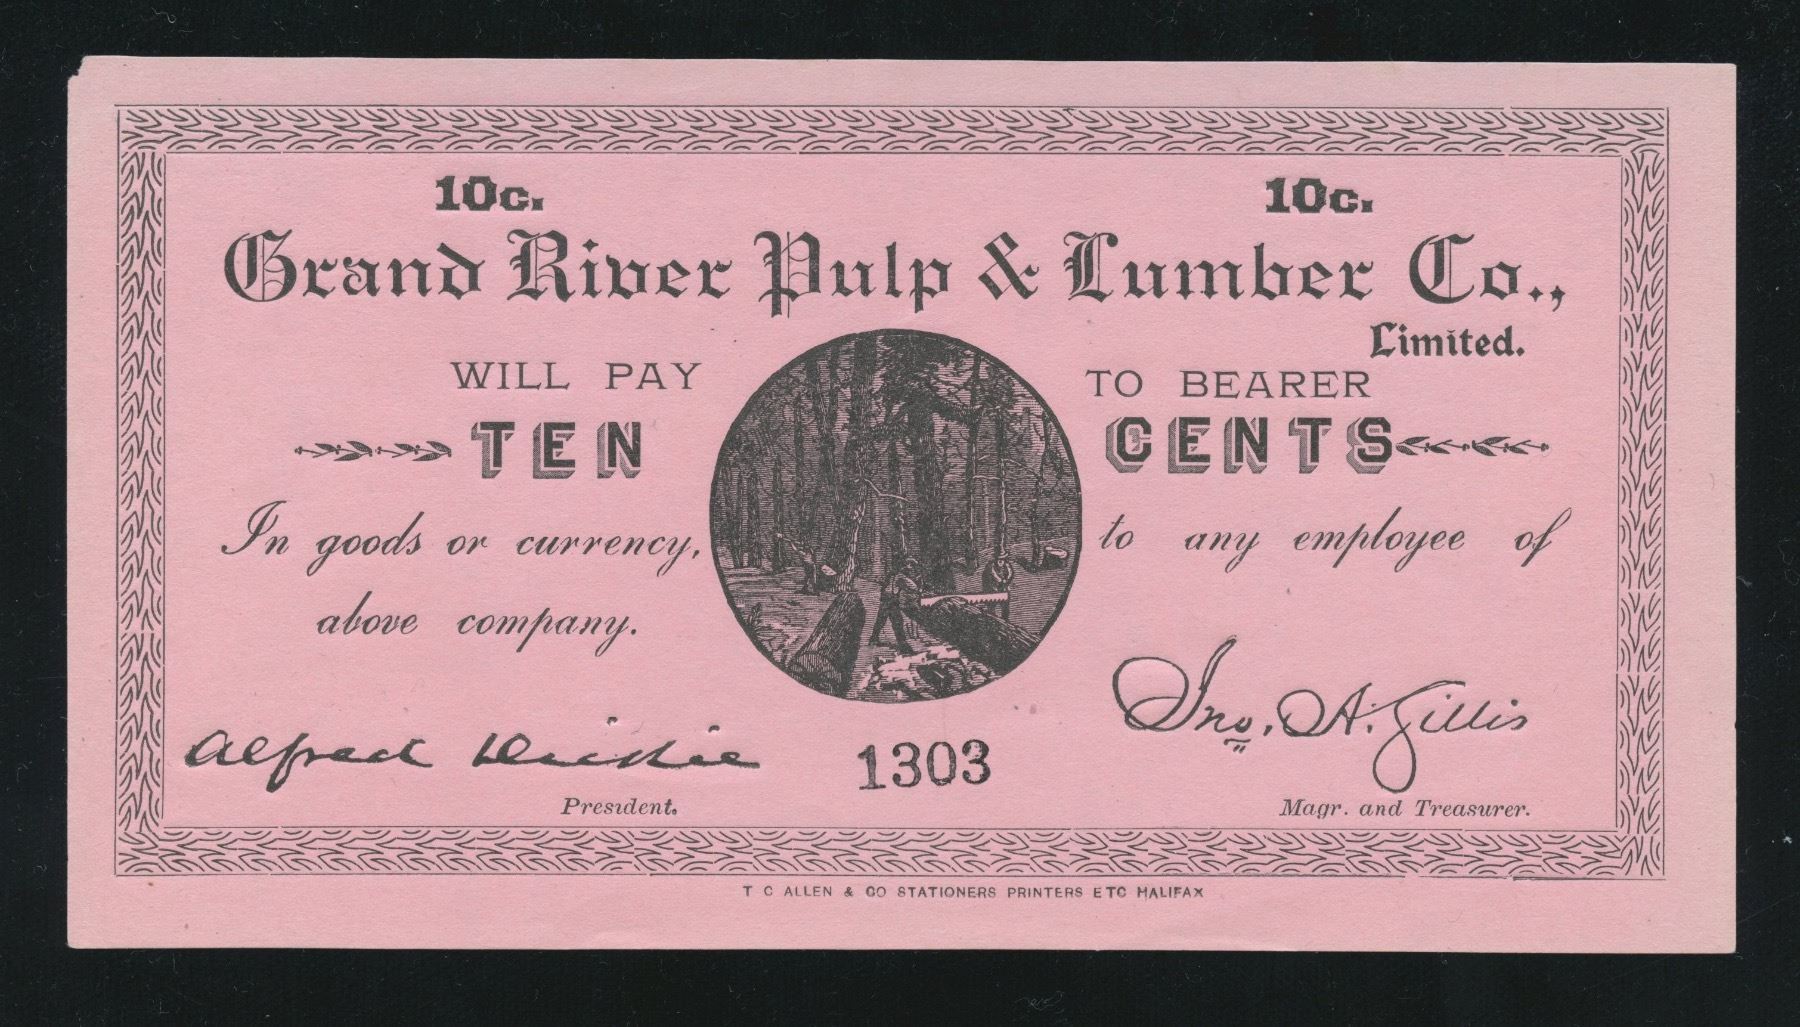 10c. 10c.
Grand River Pulp & Lumber Co.,
Limited.
WILL PAY TO BEARER
TEN CENTS
In goods or currency, to any employee of
above company.
Alfred Dickie Jno. A. Gillis
1303
President. Magr. and Treasurer.
T C ALLEN & CO STATIONERS PRINTERS ETC HALIFAX